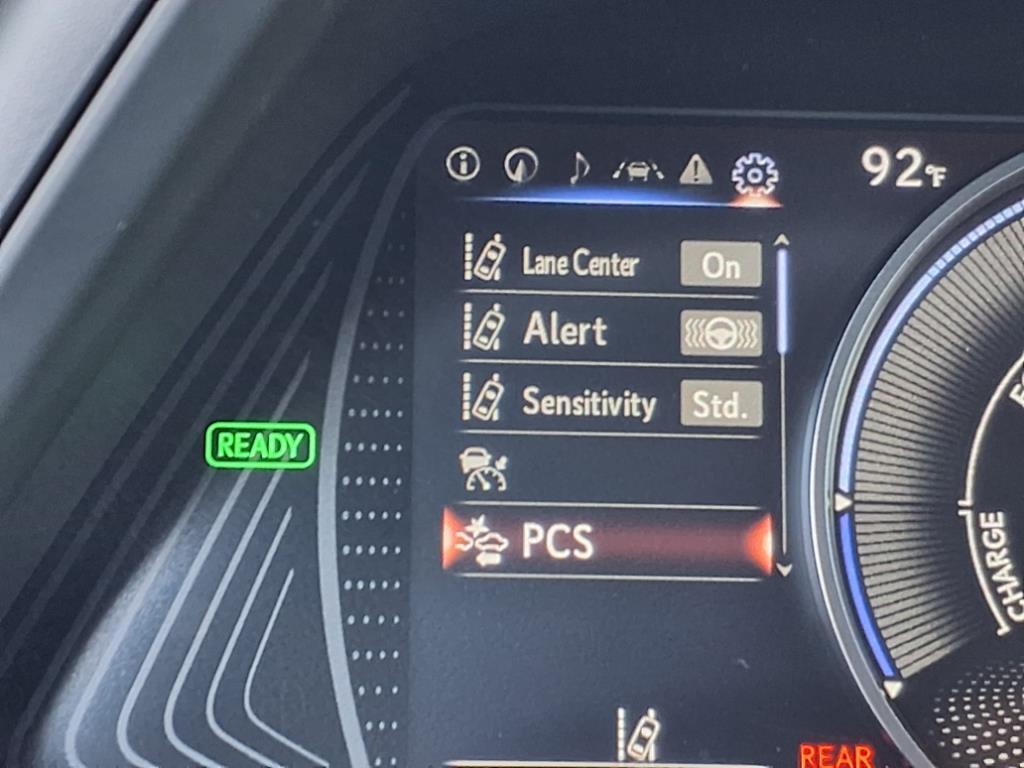 92°F
Lane Center On
Alert
Sensitivity Std.
READY
PCS
CHARGE
REAR